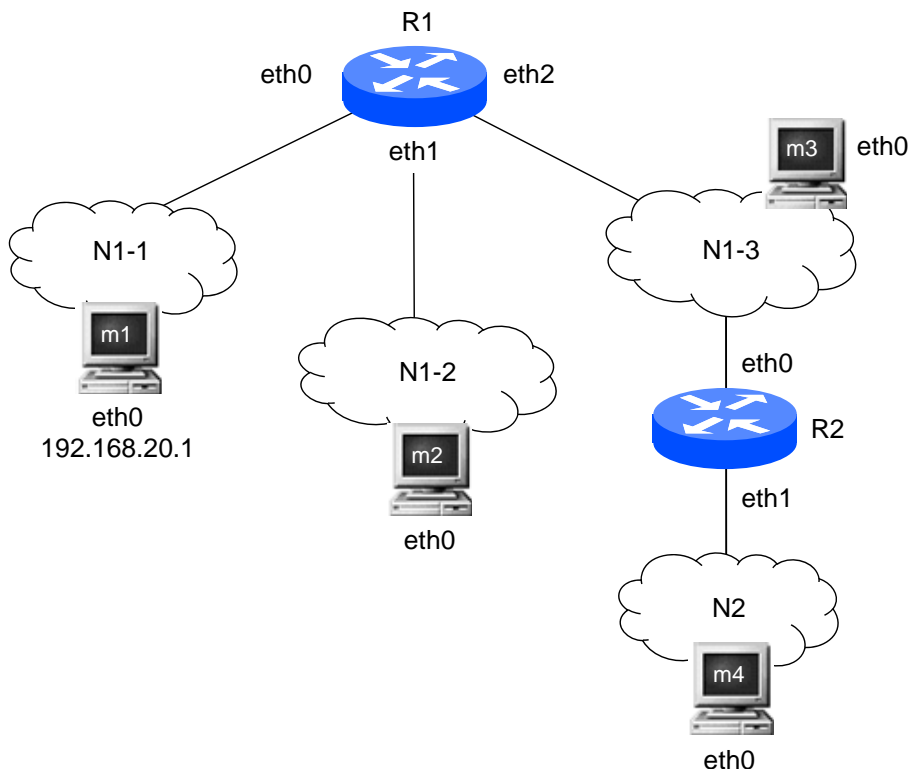 R1
eth0
eth2
eth1
m3
eth0
N1-1
N1-3
m1
eth0
192.168.20.1
N1-2
eth0
m2
R2
eth0
eth1
N2
m4
eth0